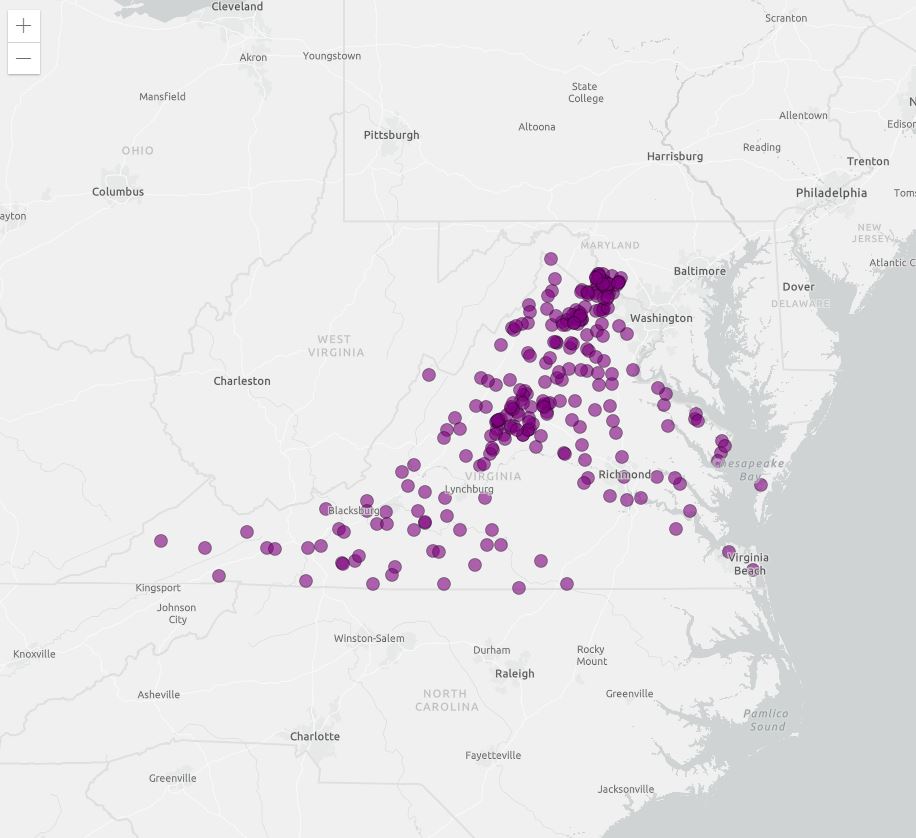 Cleveland
Scranton
+
Akron
Youngstown
−
State
College
Mansfield
Allentown
N
Edison
Altoona
Pittsburgh
OHIO
Reading
Harrisburg
Trenton
Columbus
Philadelphia
Toms
ayton
NEW
JERSEY
MARYLAND
Atlantic C
Baltimore
Dover
DELAWARE
Washington
WEST
VIRGINIA
Charleston
Chesapeake
Bay
Richmond
VIRGINIA
Lynchburg
Blacksburg
Virginia
Beach
Kingsport
Johnson
City
Winston-Salem
Durham
Rocky
Mount
Knoxville
Raleigh
Asheville
NORTH
CAROLINA
Greenville
Pamlico
Sound
Charlotte
Fayetteville
Greenville
Jacksonville